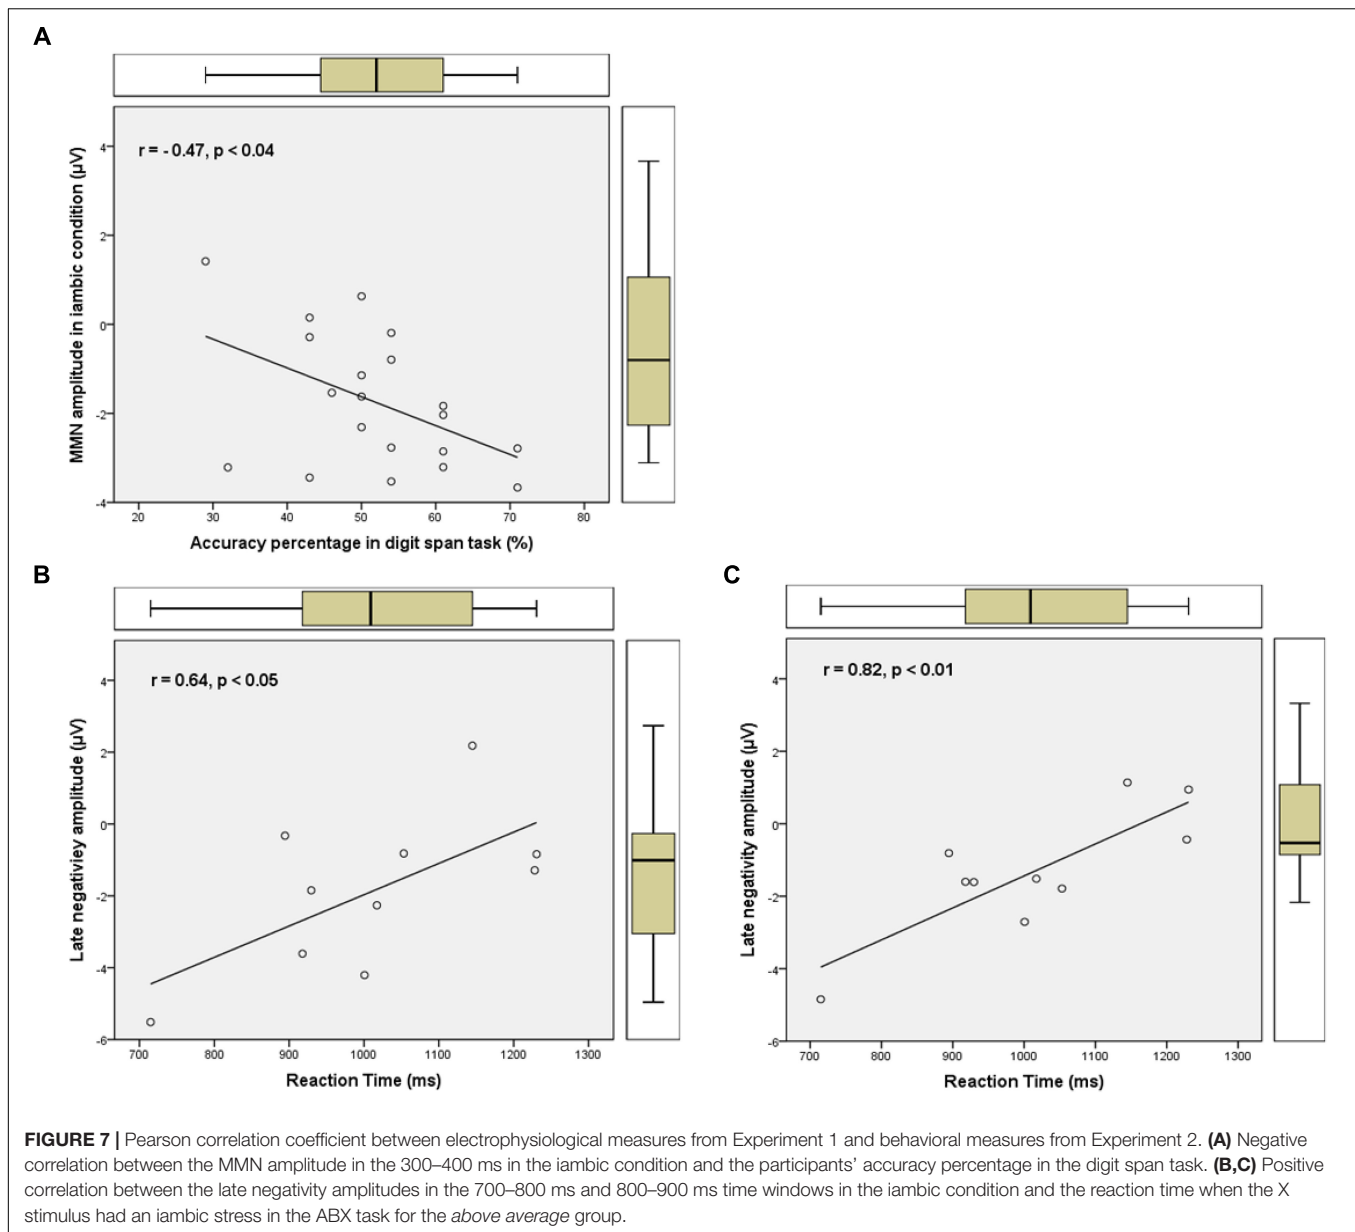 A
r = - 0.47, p < 0.04
MMN amplitude in iambic condition (µV)
4
2
0
-2
-4
20 30 40 50 60 70 80
Accuracy percentage in digit span task (%)
B
r = 0.64, p < 0.05
Late negativiey amplitude (µV)
4
2
0
-2
-4
-6
700 800 900 1000 1100 1200 1300
Reaction Time (ms)
C
r = 0.82, p < 0.01
Late negativity amplitude (µV)
4
2
0
-2
-4
-6
700 800 900 1000 1100 1200 1300
Reaction Time (ms)
FIGURE 7 | Pearson correlation coefficient between electrophysiological measures from Experiment 1 and behavioral measures from Experiment 2. (A) Negative
correlation between the MMN amplitude in the 300–400 ms in the iambic condition and the participants' accuracy percentage in the digit span task. (B,C) Positive
correlation between the late negativity amplitudes in the 700–800 ms and 800–900 ms time windows in the iambic condition and the reaction time when the X
stimulus had an iambic stress in the ABX task for the above average group.